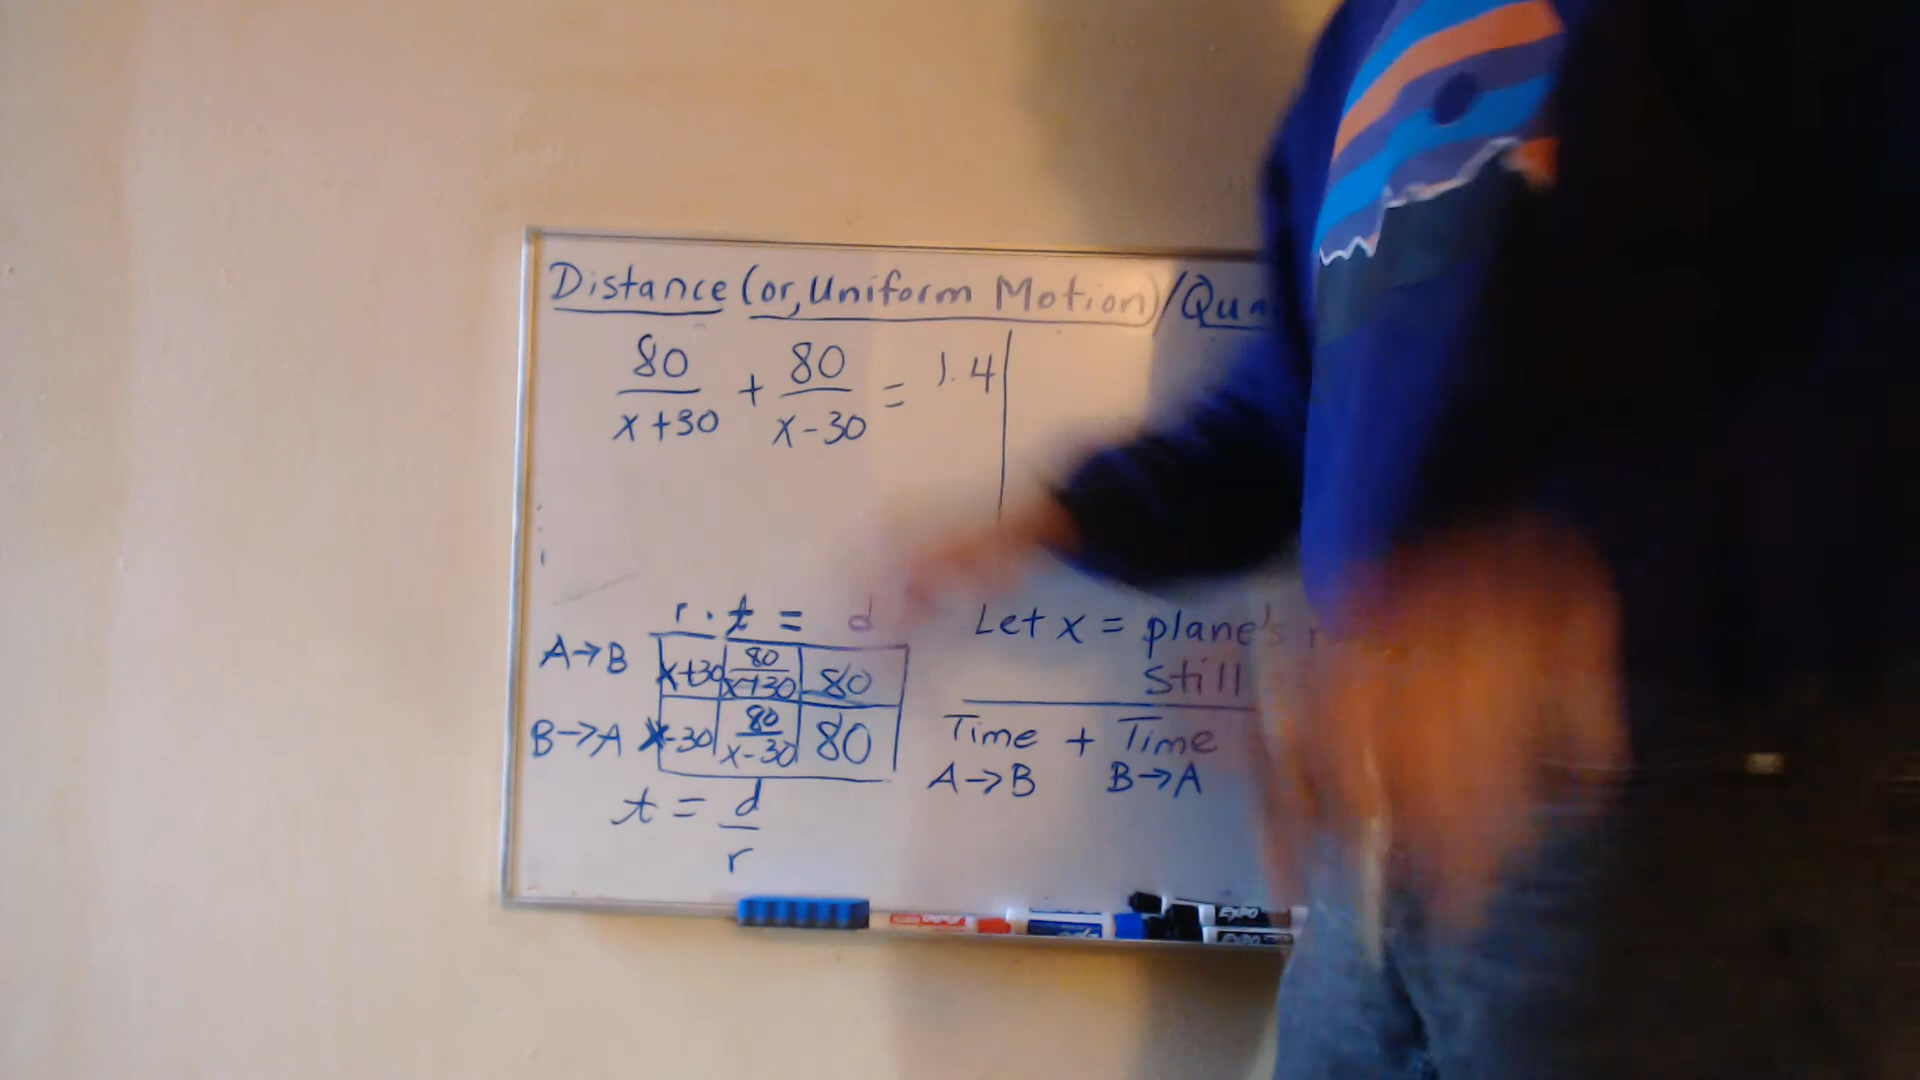 Distance (or, Uniform Motion) / Qua
80/(x+30) + 80/(x-30) = 1.4
r · t = d
A→B x+30 80/(x+30) 80
B→A x-30 80/(x-30) 80
t = d/r
Let x = plane's
still
Time + Time
A→B B→A
EXPO